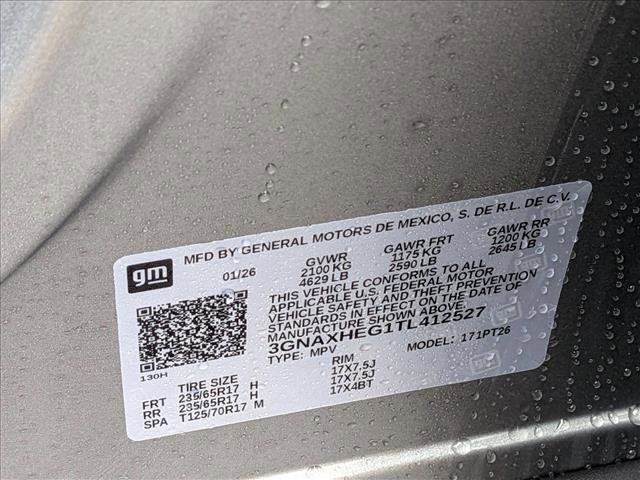 gm
MFD BY GENERAL MOTORS DE MEXICO, S. DE R.L. DE C.V.
01/26 GVWR GAWR FRT GAWR RR
2100 KG 1175 KG 1200 KG
4629 LB 2590 LB 2645 LB
THIS VEHICLE CONFORMS TO ALL
APPLICABLE U.S. FEDERAL MOTOR
VEHICLE SAFETY AND THEFT PREVENTION
STANDARDS IN EFFECT ON THE DATE OF
MANUFACTURE SHOWN ABOVE.
3GNAXHEG1TL412527
TYPE: MPV MODEL: 171PT26
130H
TIRE SIZE RIM
FRT 235/65R17 H 17X7.5J
RR 235/65R17 H 17X7.5J
SPA T125/70R17 M 17X4BT